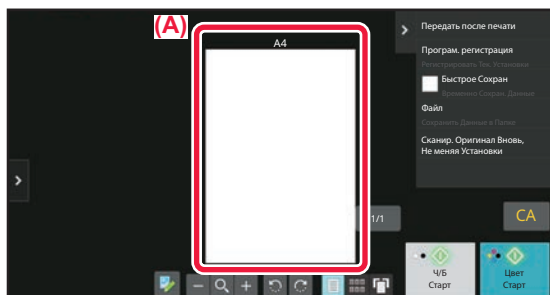 (A)
A4
Передать после печати
Програм. регистрация
Регистрировать Тек. Установки
Быстрое Сохран
Временно Сохран. Данные
Файл
Сохранить Данные в Папке
Сканир. Оригинал Вновь,
Не меняя Установки
1/1
CA
Ч/Б
Старт
Цвет
Старт